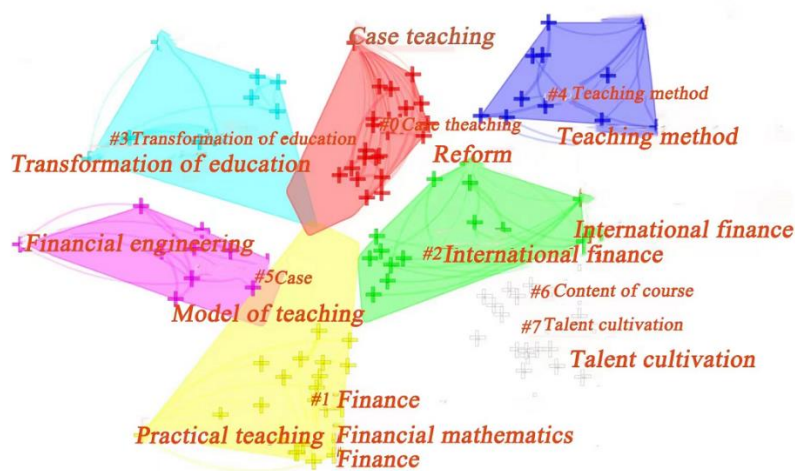 Case teaching
#4 Teaching method
#3 Transformation of education
#0 Case theaching
Teaching method
Transformation of education
Reform
International finance
Financial engineering
#2 International finance
#5 Case
#6 Content of course
Model of teaching
#7 Talent cultivation
Talent cultivation
#1 Finance
Practical teaching
Financial mathematics
Finance